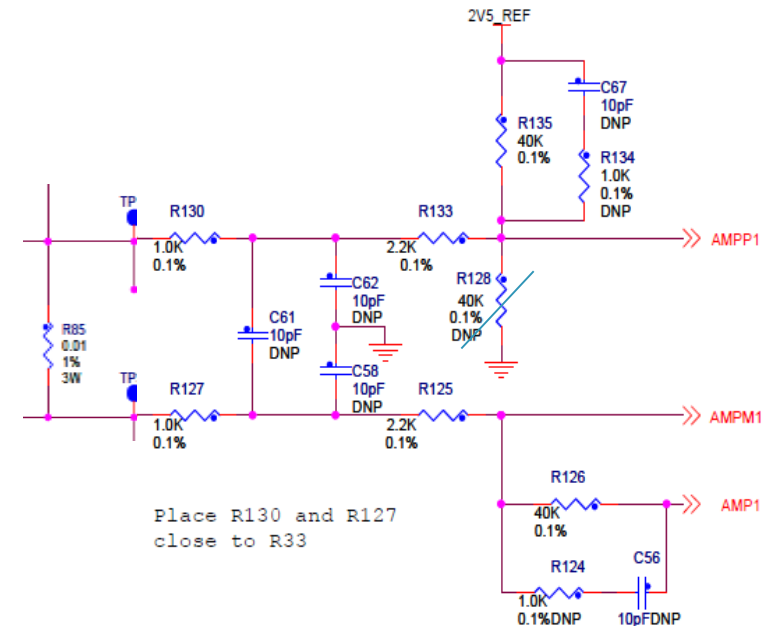 2V5_REF
C67
10pF
DNP
R135
40K
0.1%
R134
1.0K
0.1%
DNP
TP
R130
1.0K
0.1%
R133
2.2K
0.1%
AMPP1
R128
40K
0.1%
DNP
C62
10pF
DNP
C61
10pF
DNP
R85
0.01
1%
3W
C58
10pF
DNP
TP
R127
1.0K
0.1%
R125
2.2K
0.1%
AMPM1
R126
40K
0.1%
AMP1
Place R130 and R127
close to R33
R124
1.0K
0.1%DNP
C56
10pFDNP